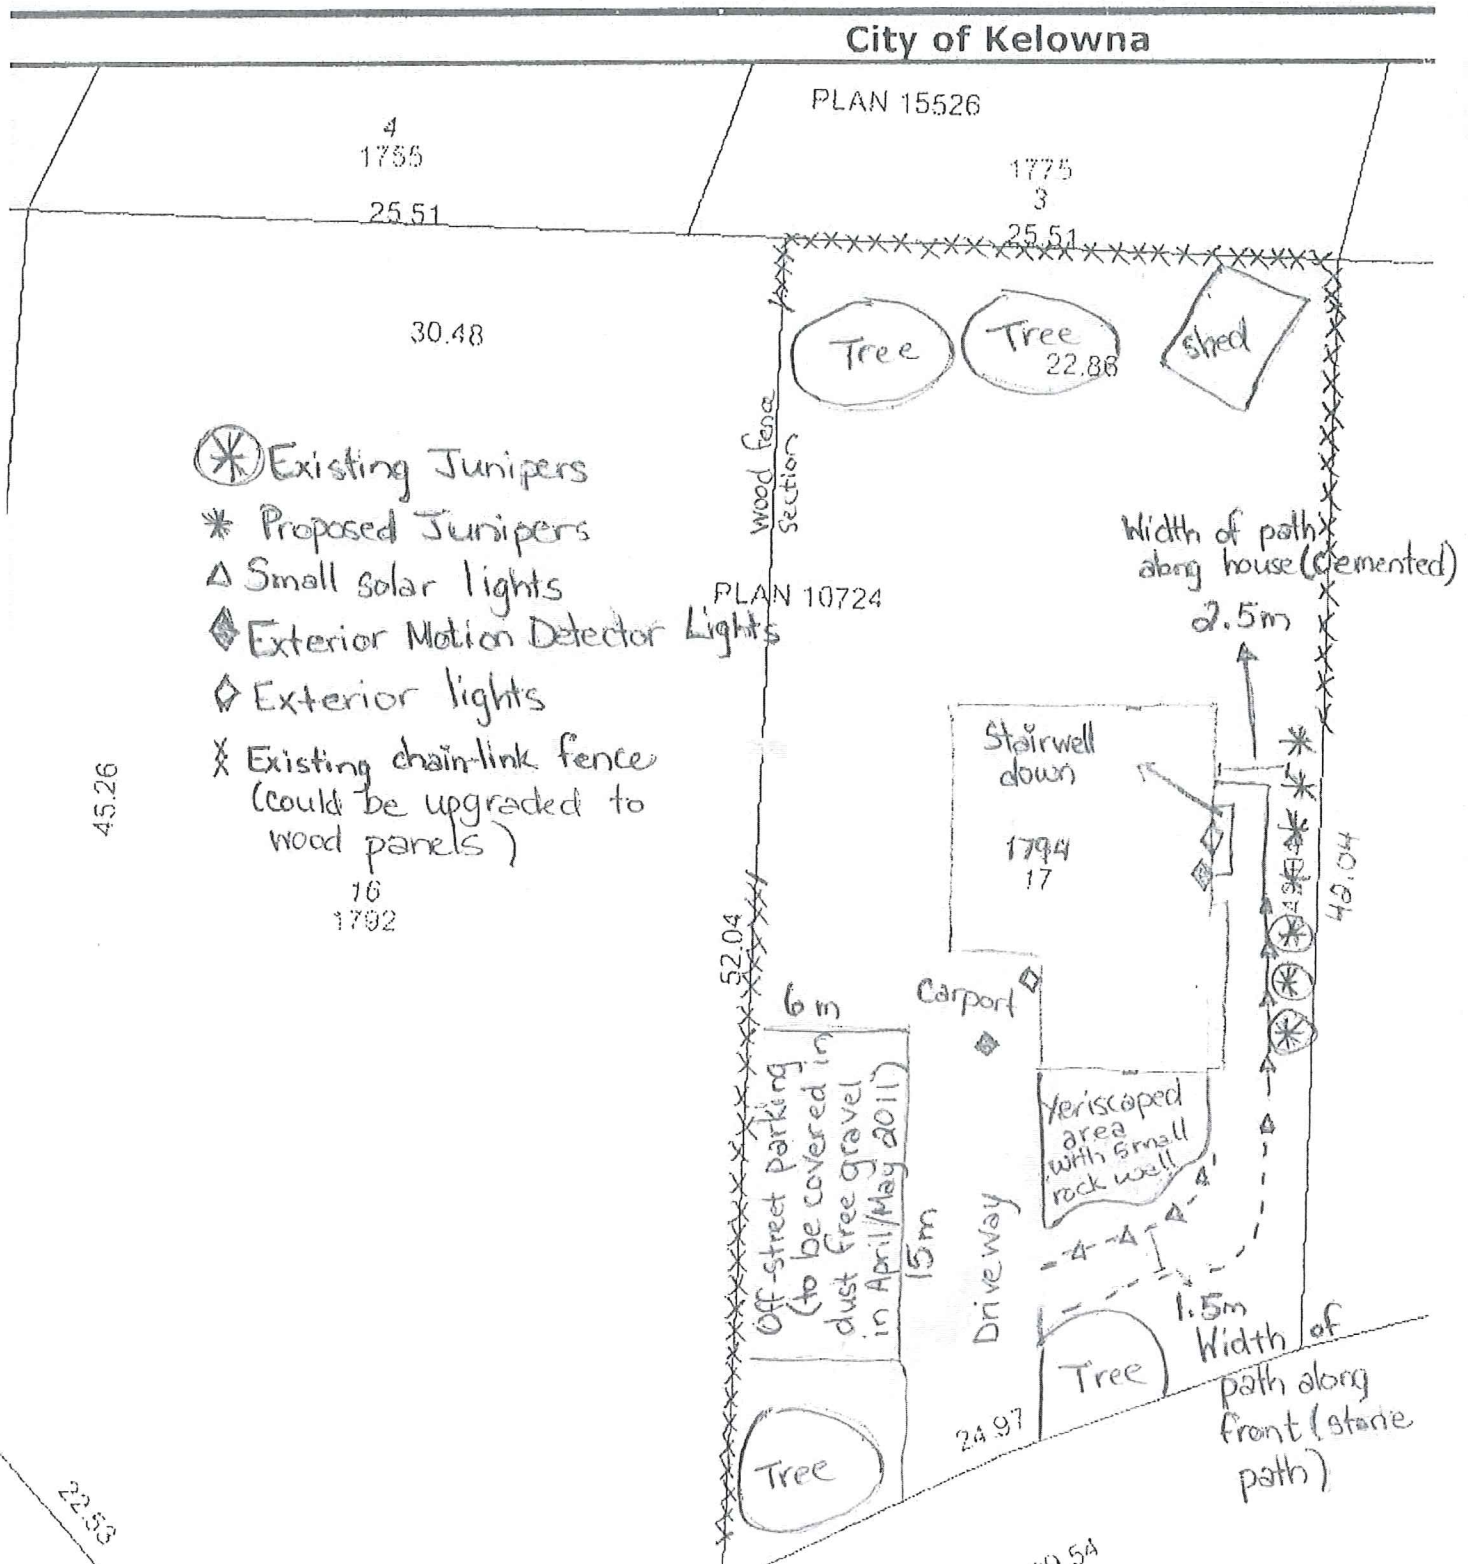 City of Kelowna
PLAN 15526
4
1755
25.51
1775
3
25.51
30.48
Tree
Tree
22.86
shed
Wood fence
section
Existing Junipers
Proposed Junipers
Small solar lights
Exterior Motion Detector Lights
Exterior lights
Existing chain-link fence
(could be upgraded to
wood panels)
16
1792
45.26
PLAN 10724
Width of path
along house (cemented)
2.5m
Stairwell
down
1794
17
42.04
52.04
6m
Carport
Off-street parking
(to be covered in
dust free gravel
in April/May 2011)
15m
Driveway
Yeriscaped
area
with small
rock wall
1.5m
Width of
path along
front (stone
path)
Tree
24.97
Tree
22.53